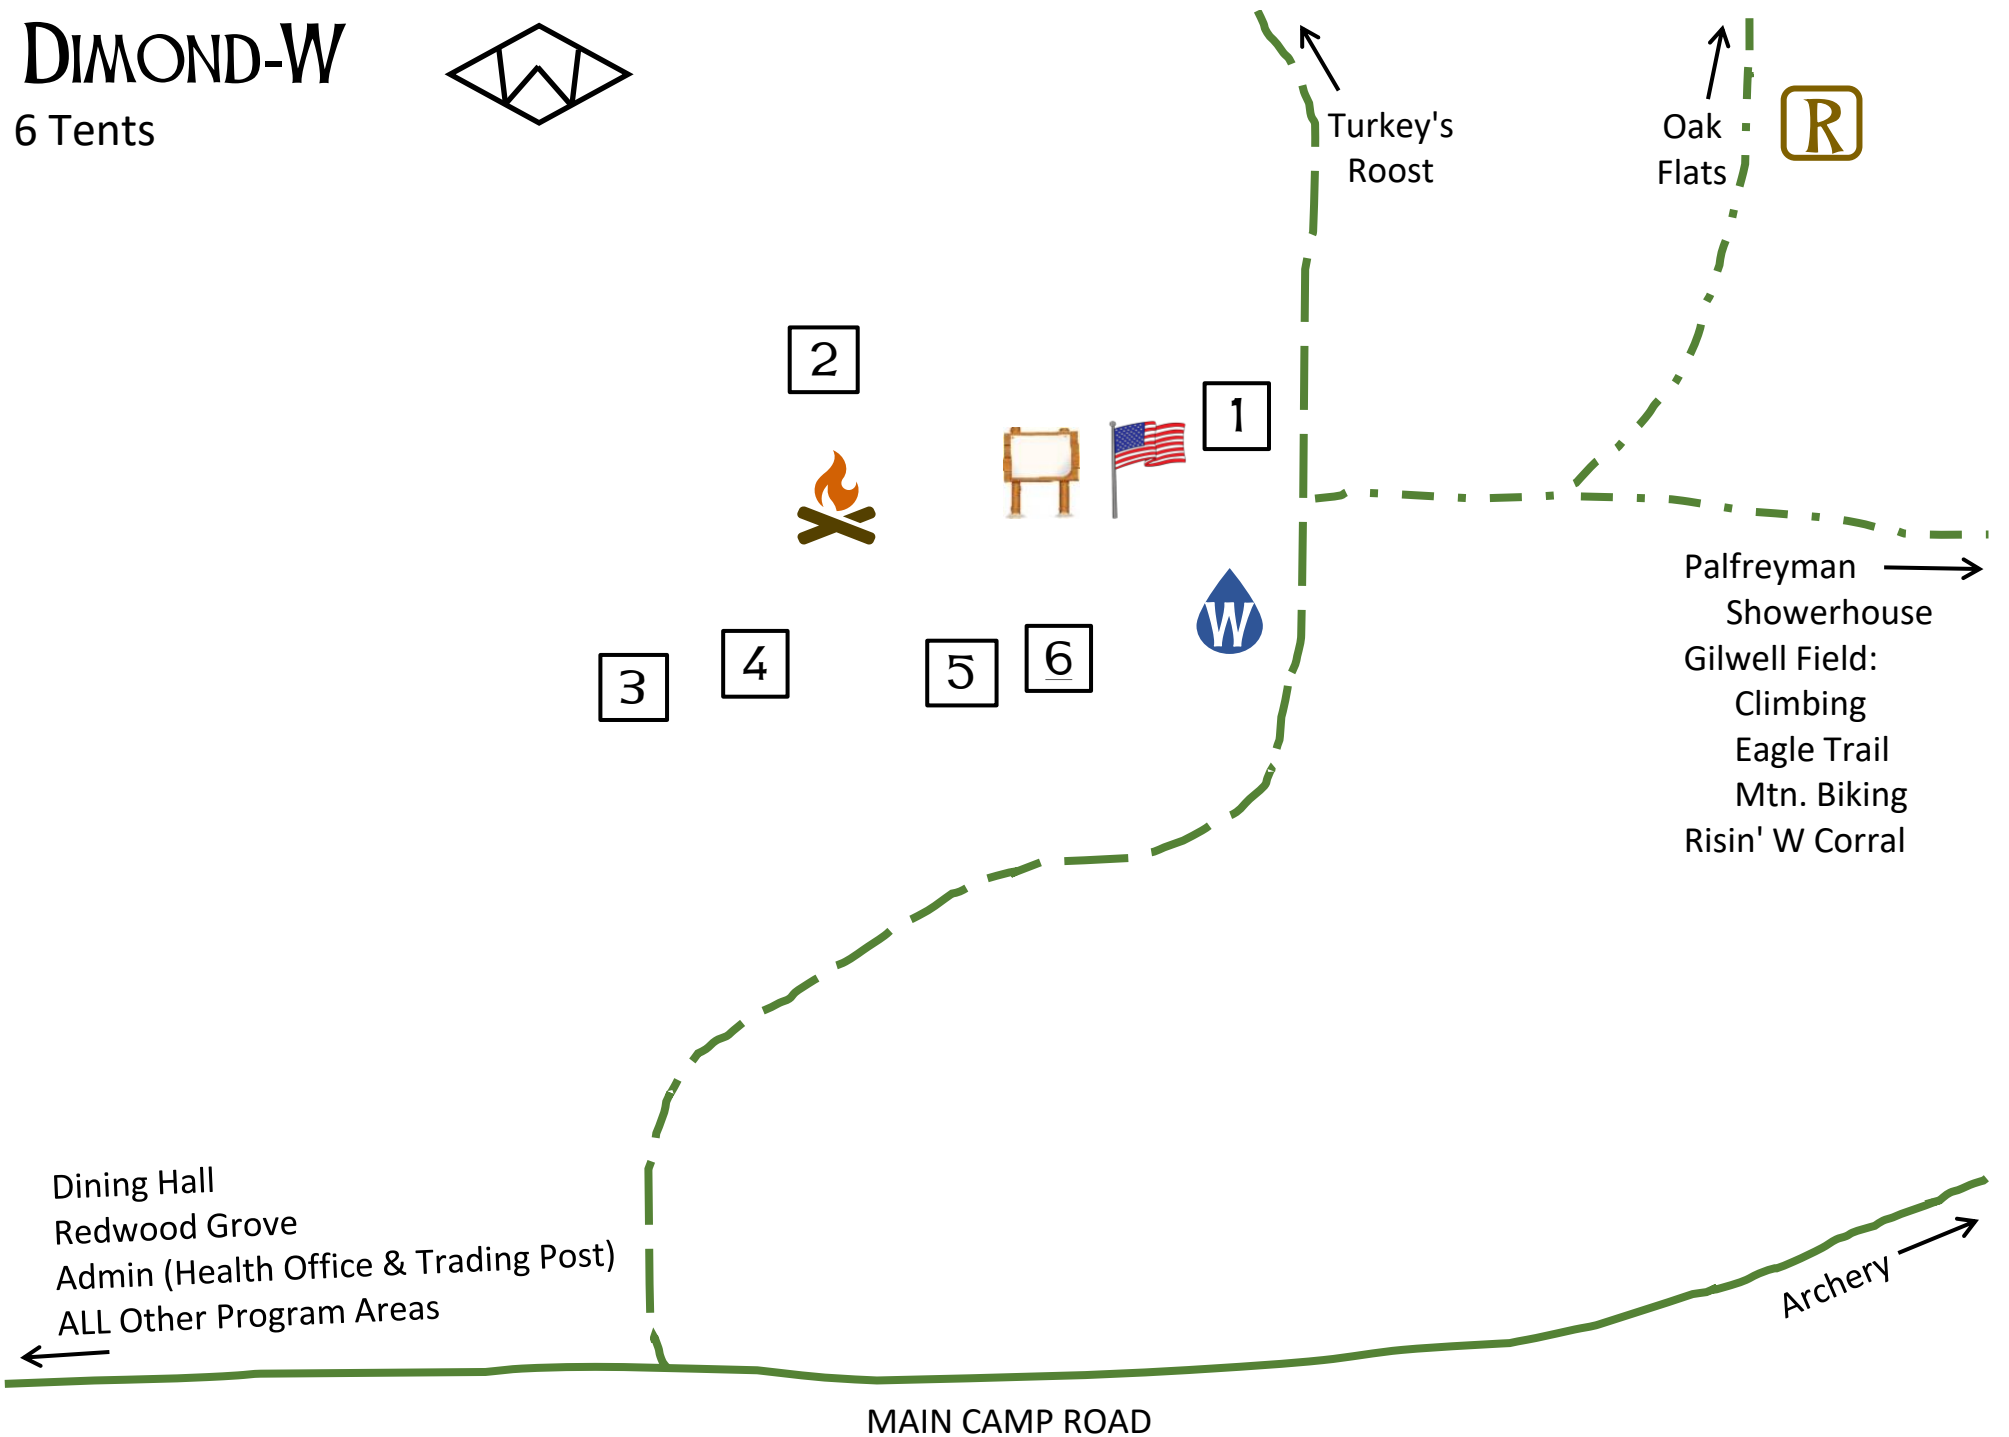 DIMOND-W
6 Tents
Turkey's
Roost
Oak
Flats
R
2
1
W
3
4
5
6
Palfreyman
Showerhouse
Gilwell Field:
Climbing
Eagle Trail
Mtn. Biking
Risin' W Corral
Dining Hall
Redwood Grove
Admin (Health Office & Trading Post)
ALL Other Program Areas
Archery
MAIN CAMP ROAD